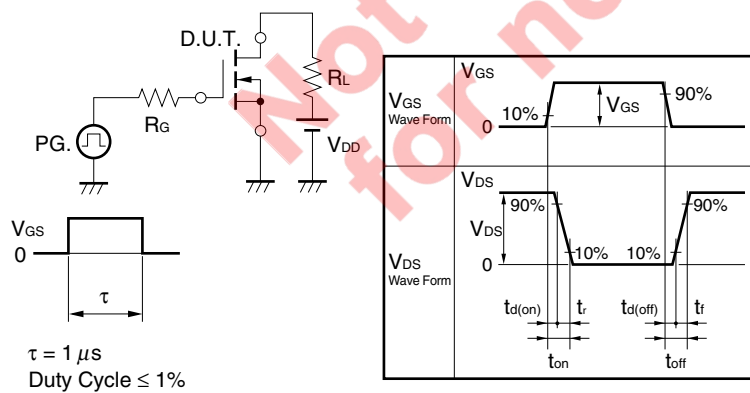 Not
for n
D.U.T.
RL
RG
PG.
VDD
VGS
0
τ
τ = 1 μs
Duty Cycle ≤ 1%
VGS
Wave Form
VGS
10%
0
VGS
90%
VDS
Wave Form
VDS
90%
VDS
0
10%
10%
90%
td(on)
tr
td(off)
tf
ton
toff